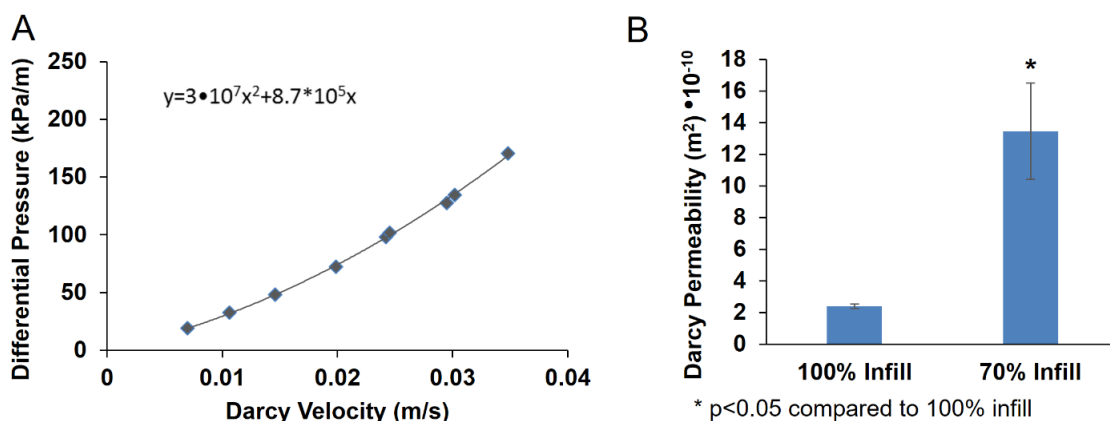 A
Differential Pressure (kPa/m)
250
200
150
100
50
0
y=3•10⁷x²+8.7*10⁵x
0 0.01 0.02 0.03 0.04
Darcy Velocity (m/s)
B
Darcy Permeability (m²) •10⁻¹⁰
18
16
14
12
10
8
6
4
2
0
*
100% Infill 70% Infill
* p<0.05 compared to 100% infill